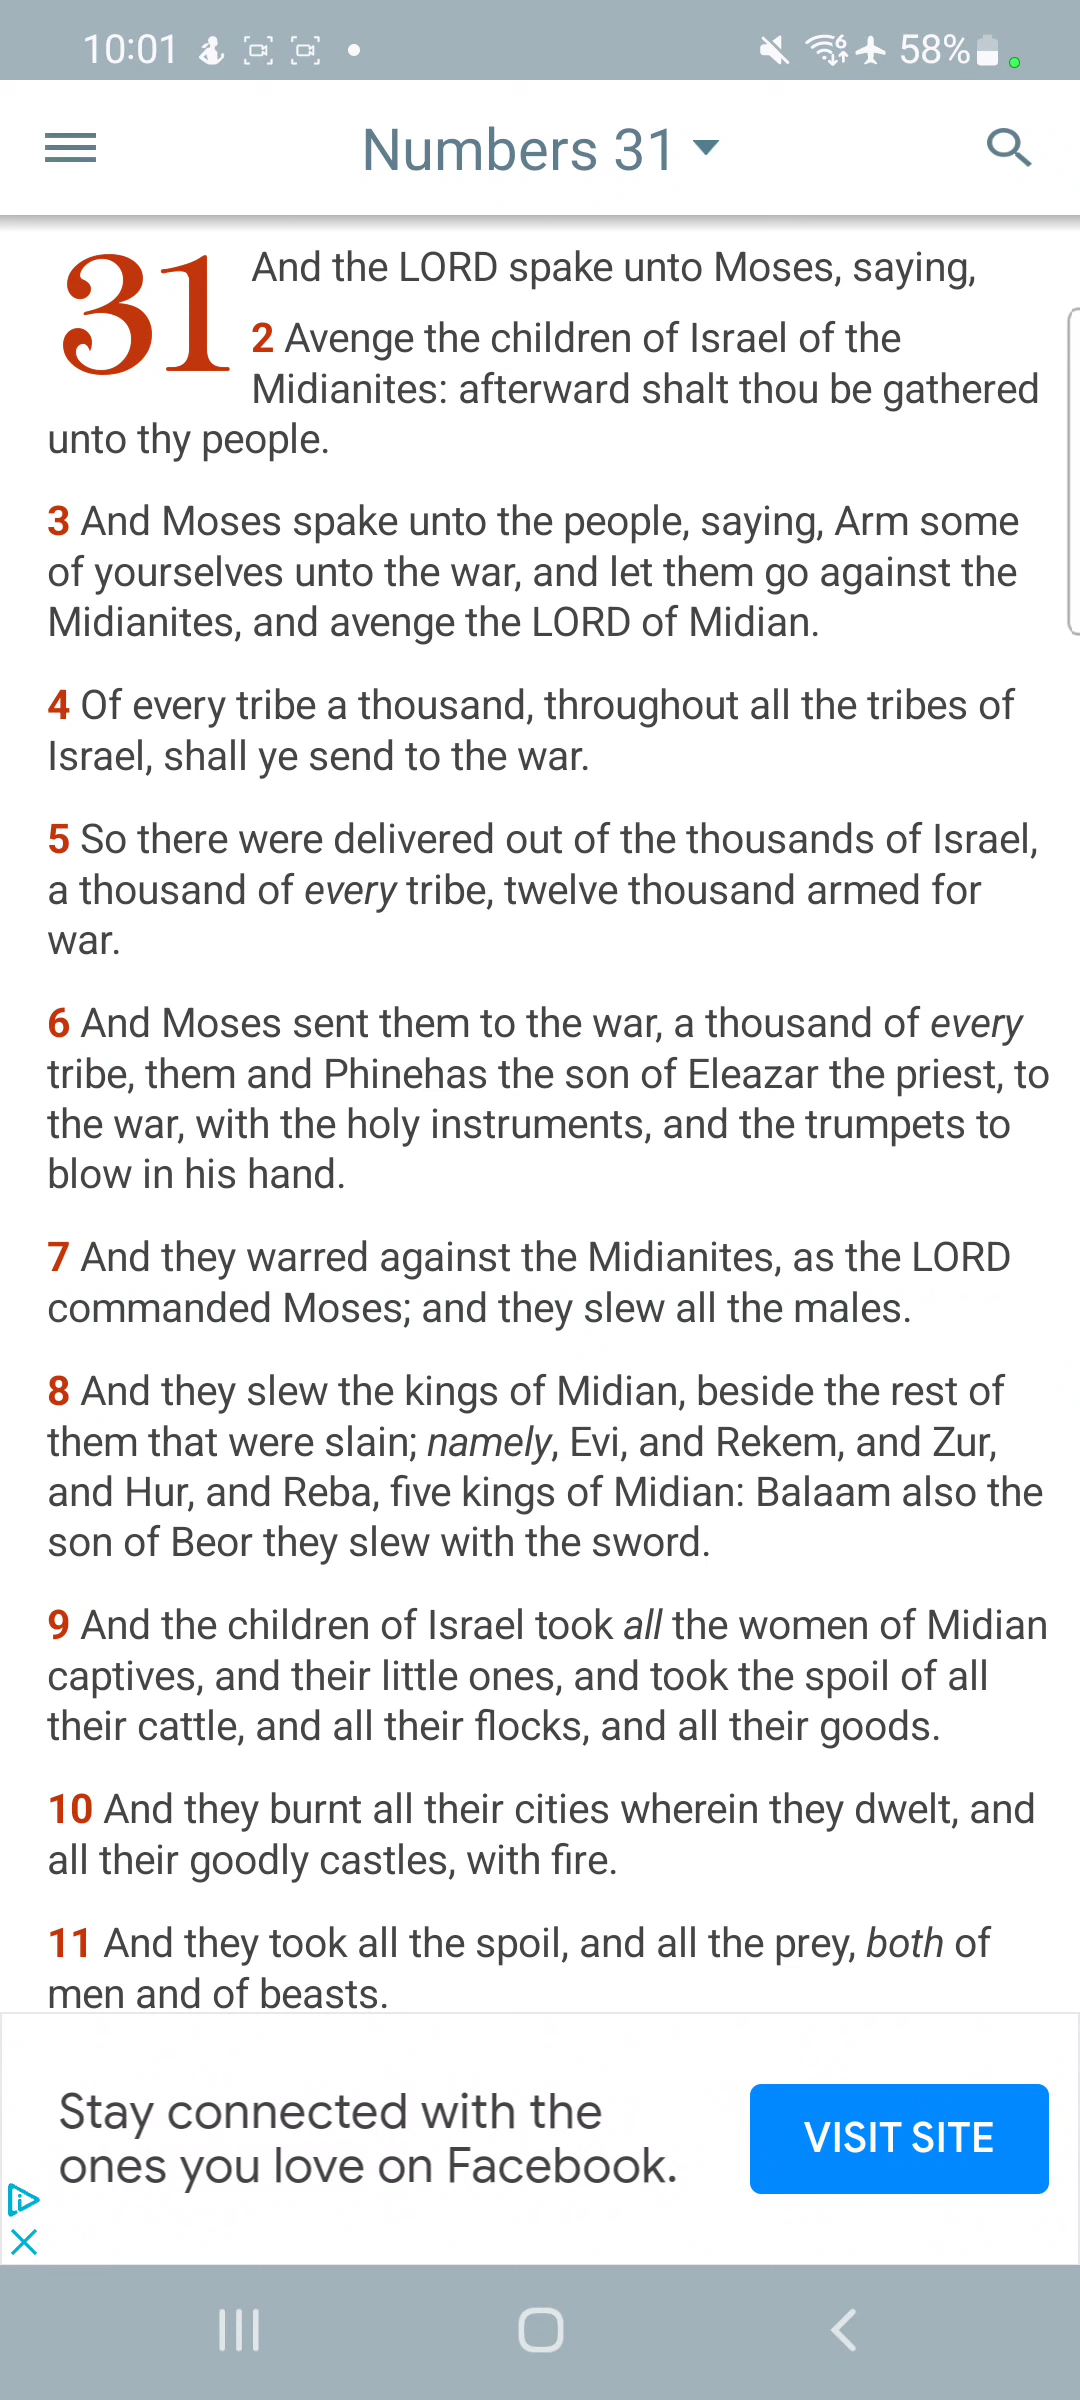 10:01
58%
Numbers 31
31 And the LORD spake unto Moses, saying,
2 Avenge the children of Israel of the
Midianites: afterward shalt thou be gathered
unto thy people.
3 And Moses spake unto the people, saying, Arm some
of yourselves unto the war, and let them go against the
Midianites, and avenge the LORD of Midian.
4 Of every tribe a thousand, throughout all the tribes of
Israel, shall ye send to the war.
5 So there were delivered out of the thousands of Israel,
a thousand of every tribe, twelve thousand armed for
war.
6 And Moses sent them to the war, a thousand of every
tribe, them and Phinehas the son of Eleazar the priest, to
the war, with the holy instruments, and the trumpets to
blow in his hand.
7 And they warred against the Midianites, as the LORD
commanded Moses; and they slew all the males.
8 And they slew the kings of Midian, beside the rest of
them that were slain; namely, Evi, and Rekem, and Zur,
and Hur, and Reba, five kings of Midian: Balaam also the
son of Beor they slew with the sword.
9 And the children of Israel took all the women of Midian
captives, and their little ones, and took the spoil of all
their cattle, and all their flocks, and all their goods.
10 And they burnt all their cities wherein they dwelt, and
all their goodly castles, with fire.
11 And they took all the spoil, and all the prey, both of
men and of beasts.
Stay connected with the
ones you love on Facebook.
VISIT SITE